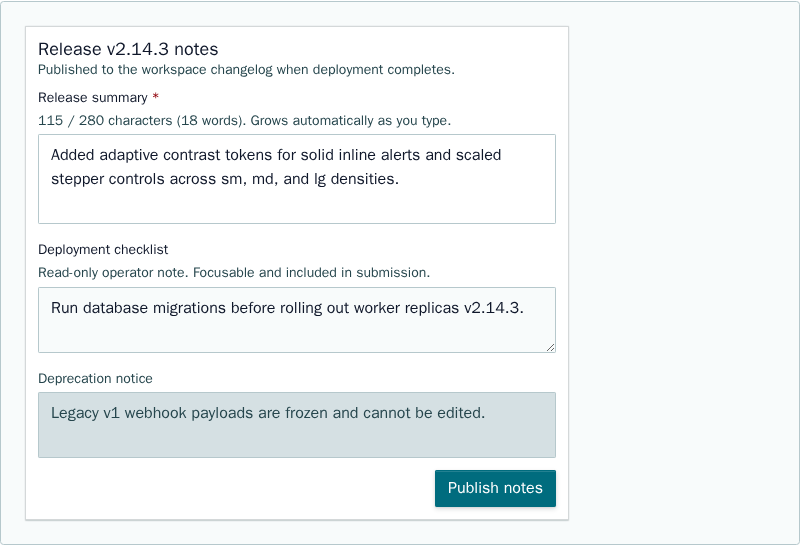 Release v2.14.3 notes
Published to the workspace changelog when deployment completes.
Release summary *
115 / 280 characters (18 words). Grows automatically as you type.
Added adaptive contrast tokens for solid inline alerts and scaled
stepper controls across sm, md, and lg densities.
Deployment checklist
Read-only operator note. Focusable and included in submission.
Run database migrations before rolling out worker replicas v2.14.3.
Deprecation notice
Legacy v1 webhook payloads are frozen and cannot be edited.
Publish notes